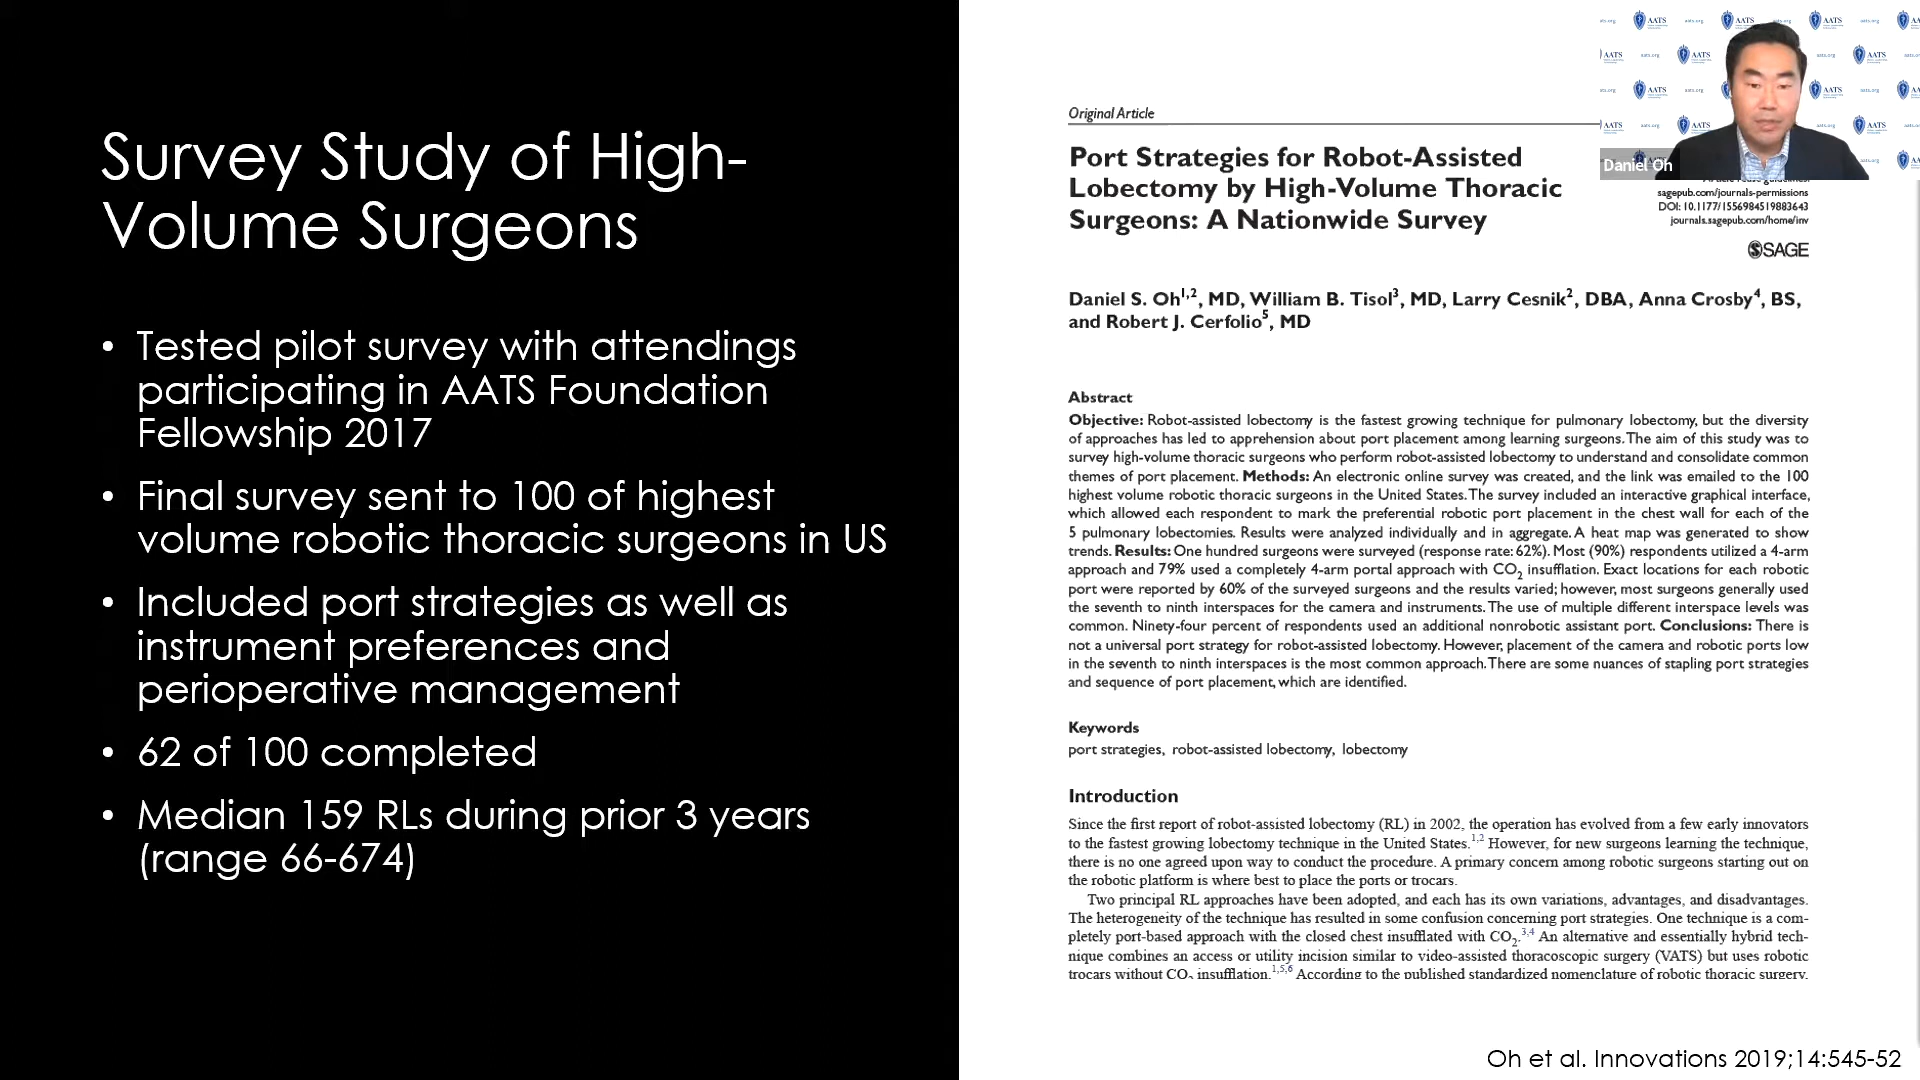 Survey Study of High-
Volume Surgeons
• Tested pilot survey with attendings
participating in AATS Foundation
Fellowship 2017
• Final survey sent to 100 of highest
volume robotic thoracic surgeons in US
• Included port strategies as well as
instrument preferences and
perioperative management
• 62 of 100 completed
• Median 159 RLs during prior 3 years
(range 66-674)
Original Article
Port Strategies for Robot-Assisted
Lobectomy by High-Volume Thoracic
Surgeons: A Nationwide Survey
AATS
aats.org
Daniel Oh
sagepub.com/journals-permissions
DOI: 10.1177/1556984519883643
journals.sagepub.com/home/inv
SAGE
Daniel S. Oh1,2, MD, William B. Tisol3, MD, Larry Cesnik2, DBA, Anna Crosby4, BS,
and Robert J. Cerfolio5, MD
Abstract
Objective: Robot-assisted lobectomy is the fastest growing technique for pulmonary lobectomy, but the diversity
of approaches has led to apprehension about port placement among learning surgeons. The aim of this study was to
survey high-volume thoracic surgeons who perform robot-assisted lobectomy to understand and consolidate common
themes of port placement. Methods: An electronic online survey was created, and the link was emailed to the 100
highest volume robotic thoracic surgeons in the United States. The survey included an interactive graphical interface,
which allowed each respondent to mark the preferential robotic port placement in the chest wall for each of the
5 pulmonary lobectomies. Results were analyzed individually and in aggregate. A heat map was generated to show
trends. Results: One hundred surgeons were surveyed (response rate: 62%). Most (90%) respondents utilized a 4-arm
approach and 79% used a completely 4-arm portal approach with CO2 insufflation. Exact locations for each robotic
port were reported by 60% of the surveyed surgeons and the results varied; however, most surgeons generally used
the seventh to ninth interspaces for the camera and instruments. The use of multiple different interspace levels was
common. Ninety-four percent of respondents used an additional nonrobotic assistant port. Conclusions: There is
not a universal port strategy for robot-assisted lobectomy. However, placement of the camera and robotic ports low
in the seventh to ninth interspaces is the most common approach. There are some nuances of stapling port strategies
and sequence of port placement, which are identified.
Keywords
port strategies, robot-assisted lobectomy, lobectomy
Introduction
Since the first report of robot-assisted lobectomy (RL) in 2002, the operation has evolved from a few early innovators
to the fastest growing lobectomy technique in the United States.1,2 However, for new surgeons learning the technique,
there is no one agreed upon way to conduct the procedure. A primary concern among robotic surgeons starting out on
the robotic platform is where best to place the ports or trocars.
Two principal RL approaches have been adopted, and each has its own variations, advantages, and disadvantages.
The heterogeneity of the technique has resulted in some confusion concerning port strategies. One technique is a com-
pletely port-based approach with the closed chest insufflated with CO2.3,4 An alternative and essentially hybrid tech-
nique combines an access or utility incision similar to video-assisted thoracoscopic surgery (VATS) but uses robotic
trocars without CO2 insufflation.1,5,6 According to the published standardized nomenclature of robotic thoracic surgery,
Oh et al. Innovations 2019;14:545-52